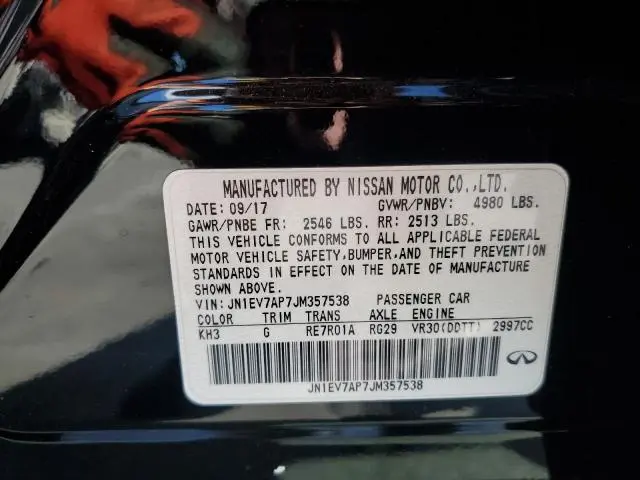 MANUFACTURED BY NISSAN MOTOR CO.,LTD.
DATE: 09/17 GVWR/PNBV: 4980 LBS.
GAWR/PNBE FR: 2546 LBS. RR: 2513 LBS.
THIS VEHICLE CONFORMS TO ALL APPLICABLE FEDERAL
MOTOR VEHICLE SAFETY,BUMPER,AND THEFT PREVENTION
STANDARDS IN EFFECT ON THE DATE OF MANUFACTURE
SHOWN ABOVE.
VIN: JN1EV7AP7JM357538 PASSENGER CAR
COLOR TRIM TRANS AXLE ENGINE
KH3 G RE7R01A RG29 VR30(DDTT) 2997CC
JN1EV7AP7JM357538